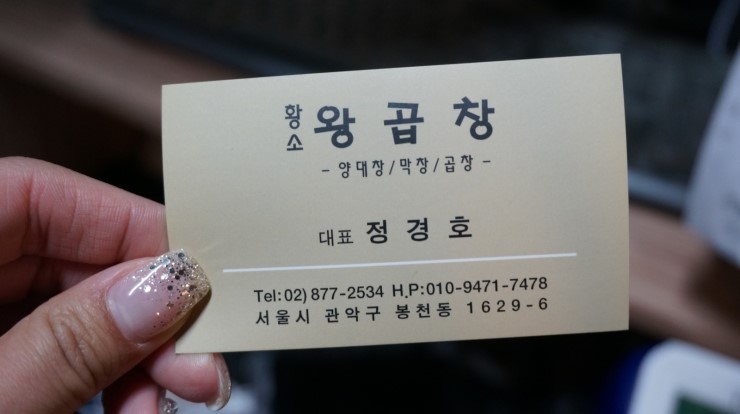 황소 왕곱창
- 양대창/막창/곱창 -
대표 정경호
Tel:02)877-2534 H.P:010-9471-7478
서울시 관악구 봉천동 1629-6